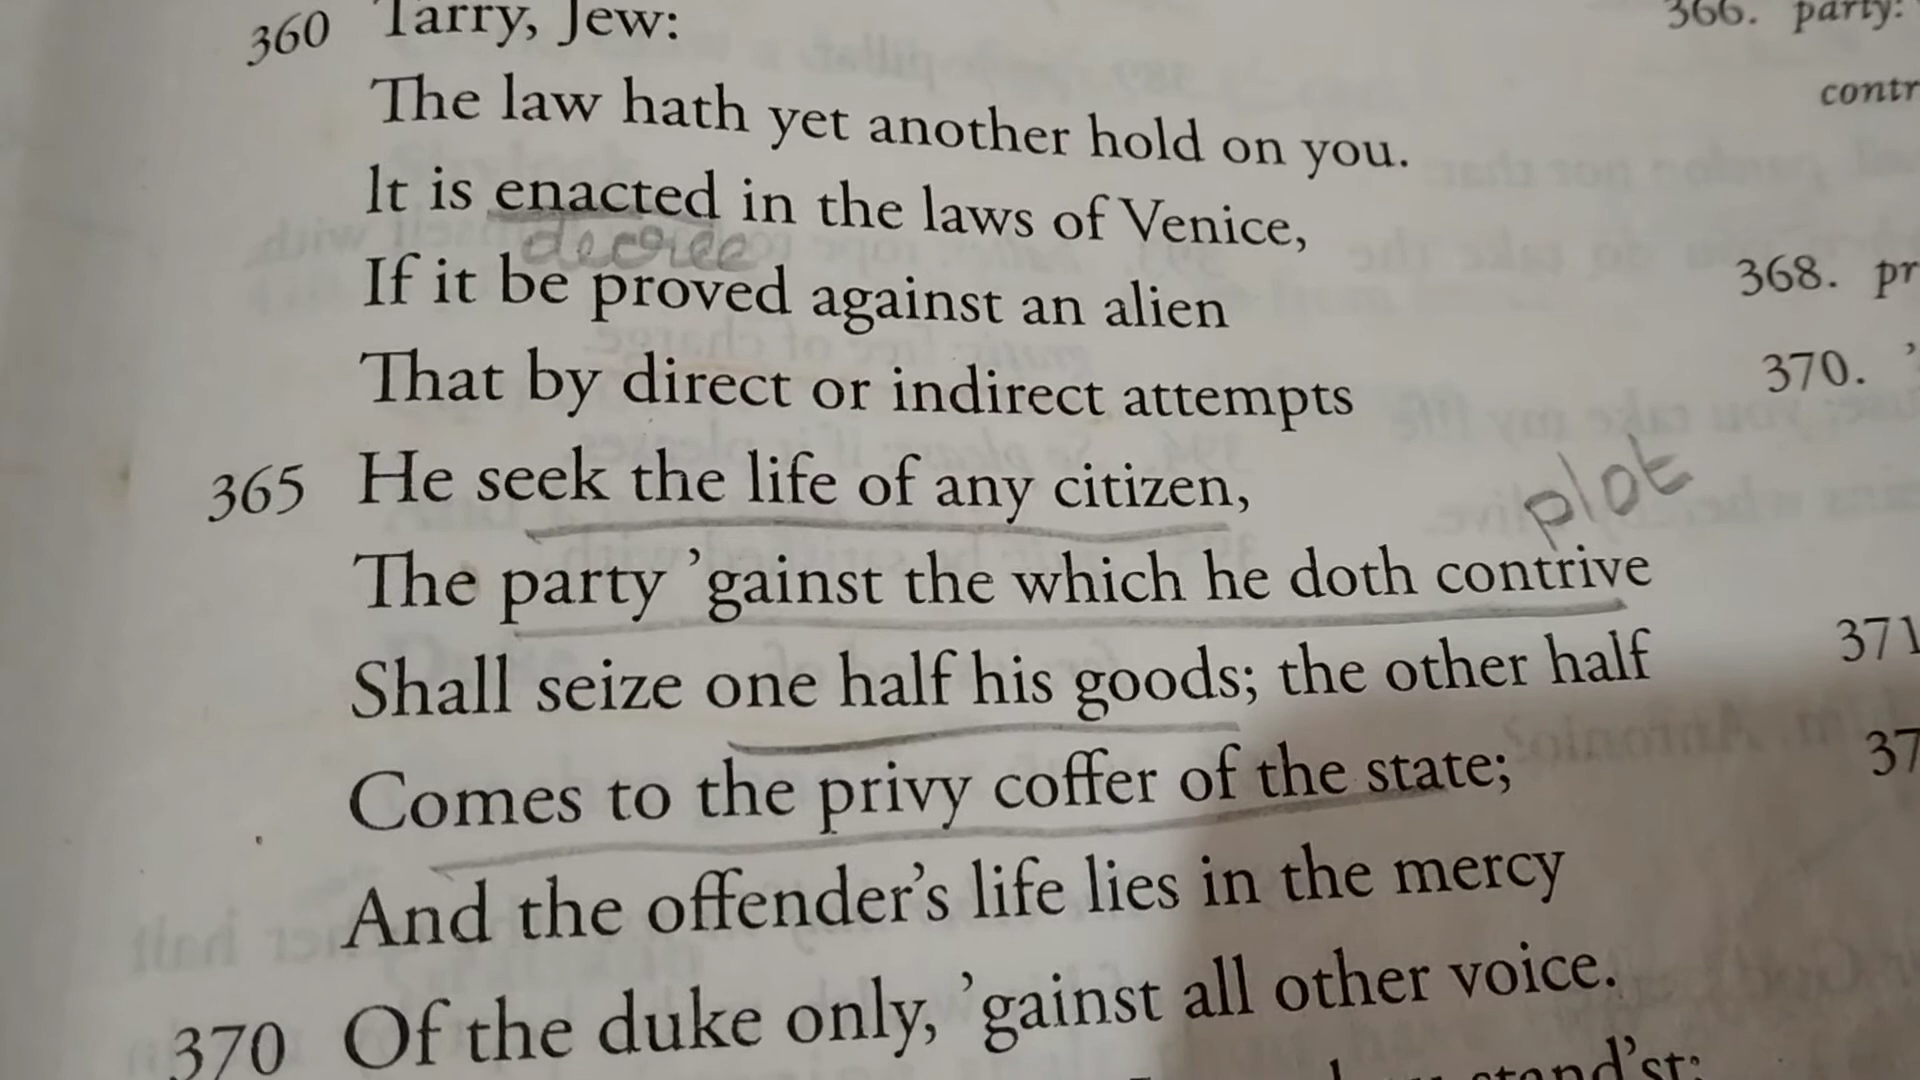 360 Tarry, Jew:
The law hath yet another hold on you.
It is enacted in the laws of Venice,
decree
If it be proved against an alien
That by direct or indirect attempts
365 He seek the life of any citizen,
plot
The party ’gainst the which he doth contrive
Shall seize one half his goods; the other half
Comes to the privy coffer of the state;
And the offender’s life lies in the mercy
370 Of the duke only, ’gainst all other voice.
stand’st;
366. party:
contr
368. pr
370. ’
371
37